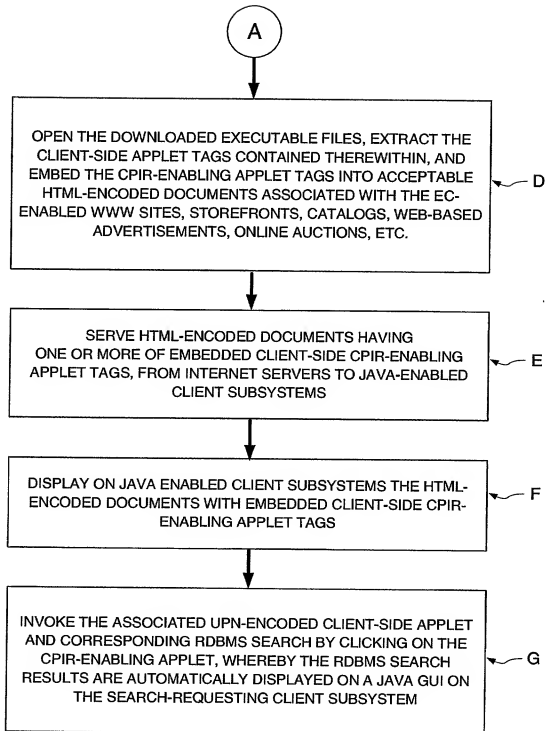 A
OPEN THE DOWNLOADED EXECUTABLE FILES, EXTRACT THE
CLIENT-SIDE APPLET TAGS CONTAINED THEREWITHIN, AND
EMBED THE CPIR-ENABLING APPLET TAGS INTO ACCEPTABLE
HTML-ENCODED DOCUMENTS ASSOCIATED WITH THE EC-
ENABLED WWW SITES, STOREFRONTS, CATALOGS, WEB-BASED
ADVERTISEMENTS, ONLINE AUCTIONS, ETC.
D
SERVE HTML-ENCODED DOCUMENTS HAVING
ONE OR MORE OF EMBEDDED CLIENT-SIDE CPIR-ENABLING
APPLET TAGS, FROM INTERNET SERVERS TO JAVA-ENABLED
CLIENT SUBSYSTEMS
E
DISPLAY ON JAVA ENABLED CLIENT SUBSYSTEMS THE HTML-
ENCODED DOCUMENTS WITH EMBEDDED CLIENT-SIDE CPIR-
ENABLING APPLET TAGS
F
INVOKE THE ASSOCIATED UPN-ENCODED CLIENT-SIDE APPLET
AND CORRESPONDING RDBMS SEARCH BY CLICKING ON THE
CPIR-ENABLING APPLET, WHEREBY THE RDBMS SEARCH
RESULTS ARE AUTOMATICALLY DISPLAYED ON A JAVA GUI ON
THE SEARCH-REQUESTING CLIENT SUBSYSTEM
G